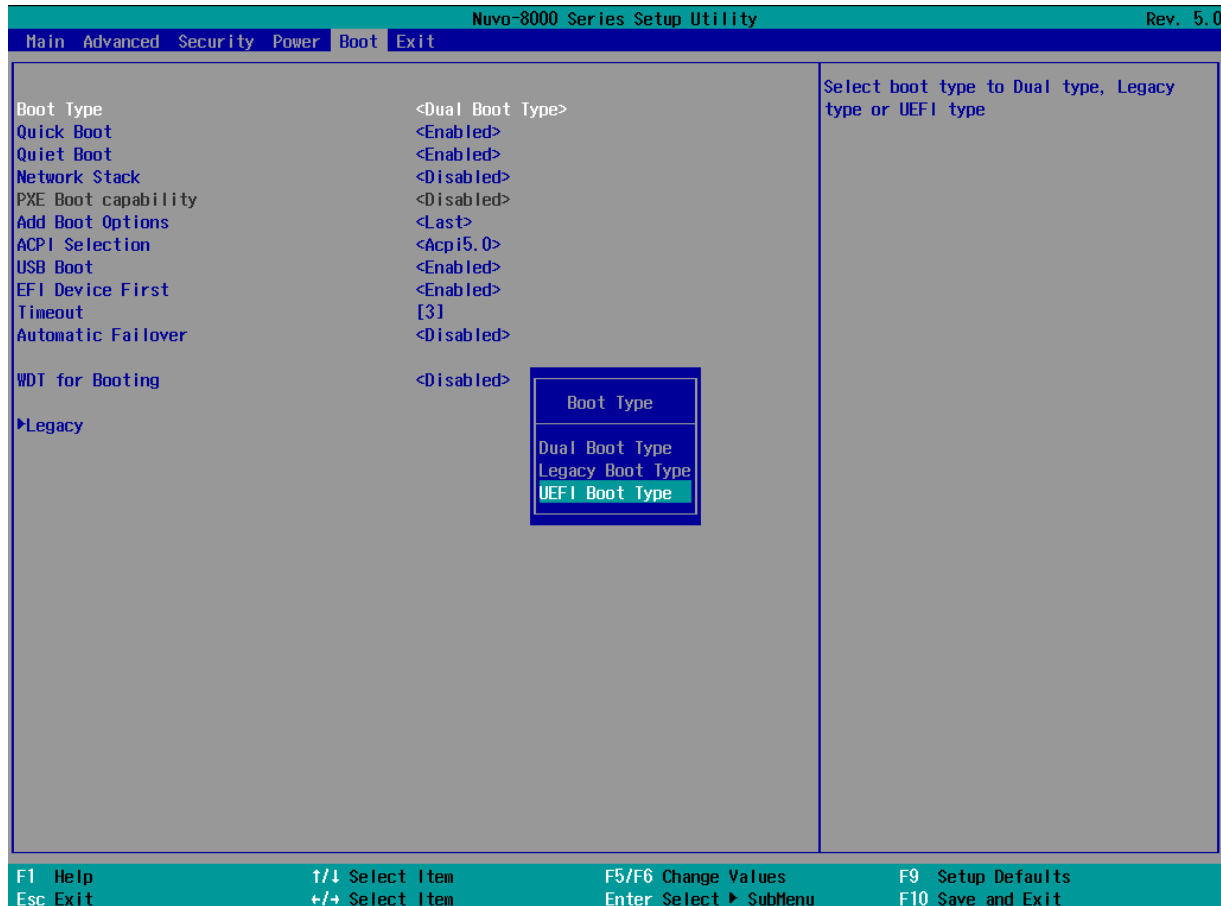 Nuvo-8000 Series Setup Utility Rev. 5.0
Main Advanced Security Power Boot Exit
Boot Type <Dual Boot Type>
Quick Boot <Enabled>
Quiet Boot <Enabled>
Network Stack <Disabled>
PXE Boot capability <Disabled>
Add Boot Options <Last>
ACPI Selection <Acpi5.0>
USB Boot <Enabled>
EFI Device First <Enabled>
Timeout [3]
Automatic Failover <Disabled>
WDT for Booting <Disabled>
▶Legacy
Boot Type
Dual Boot Type
Legacy Boot Type
UEFI Boot Type
Select boot type to Dual type, Legacy
type or UEFI type
F1 Help ↑/↓ Select Item F5/F6 Change Values F9 Setup Defaults
Esc Exit ←/→ Select Item Enter Select ▶ SubMenu F10 Save and Exit